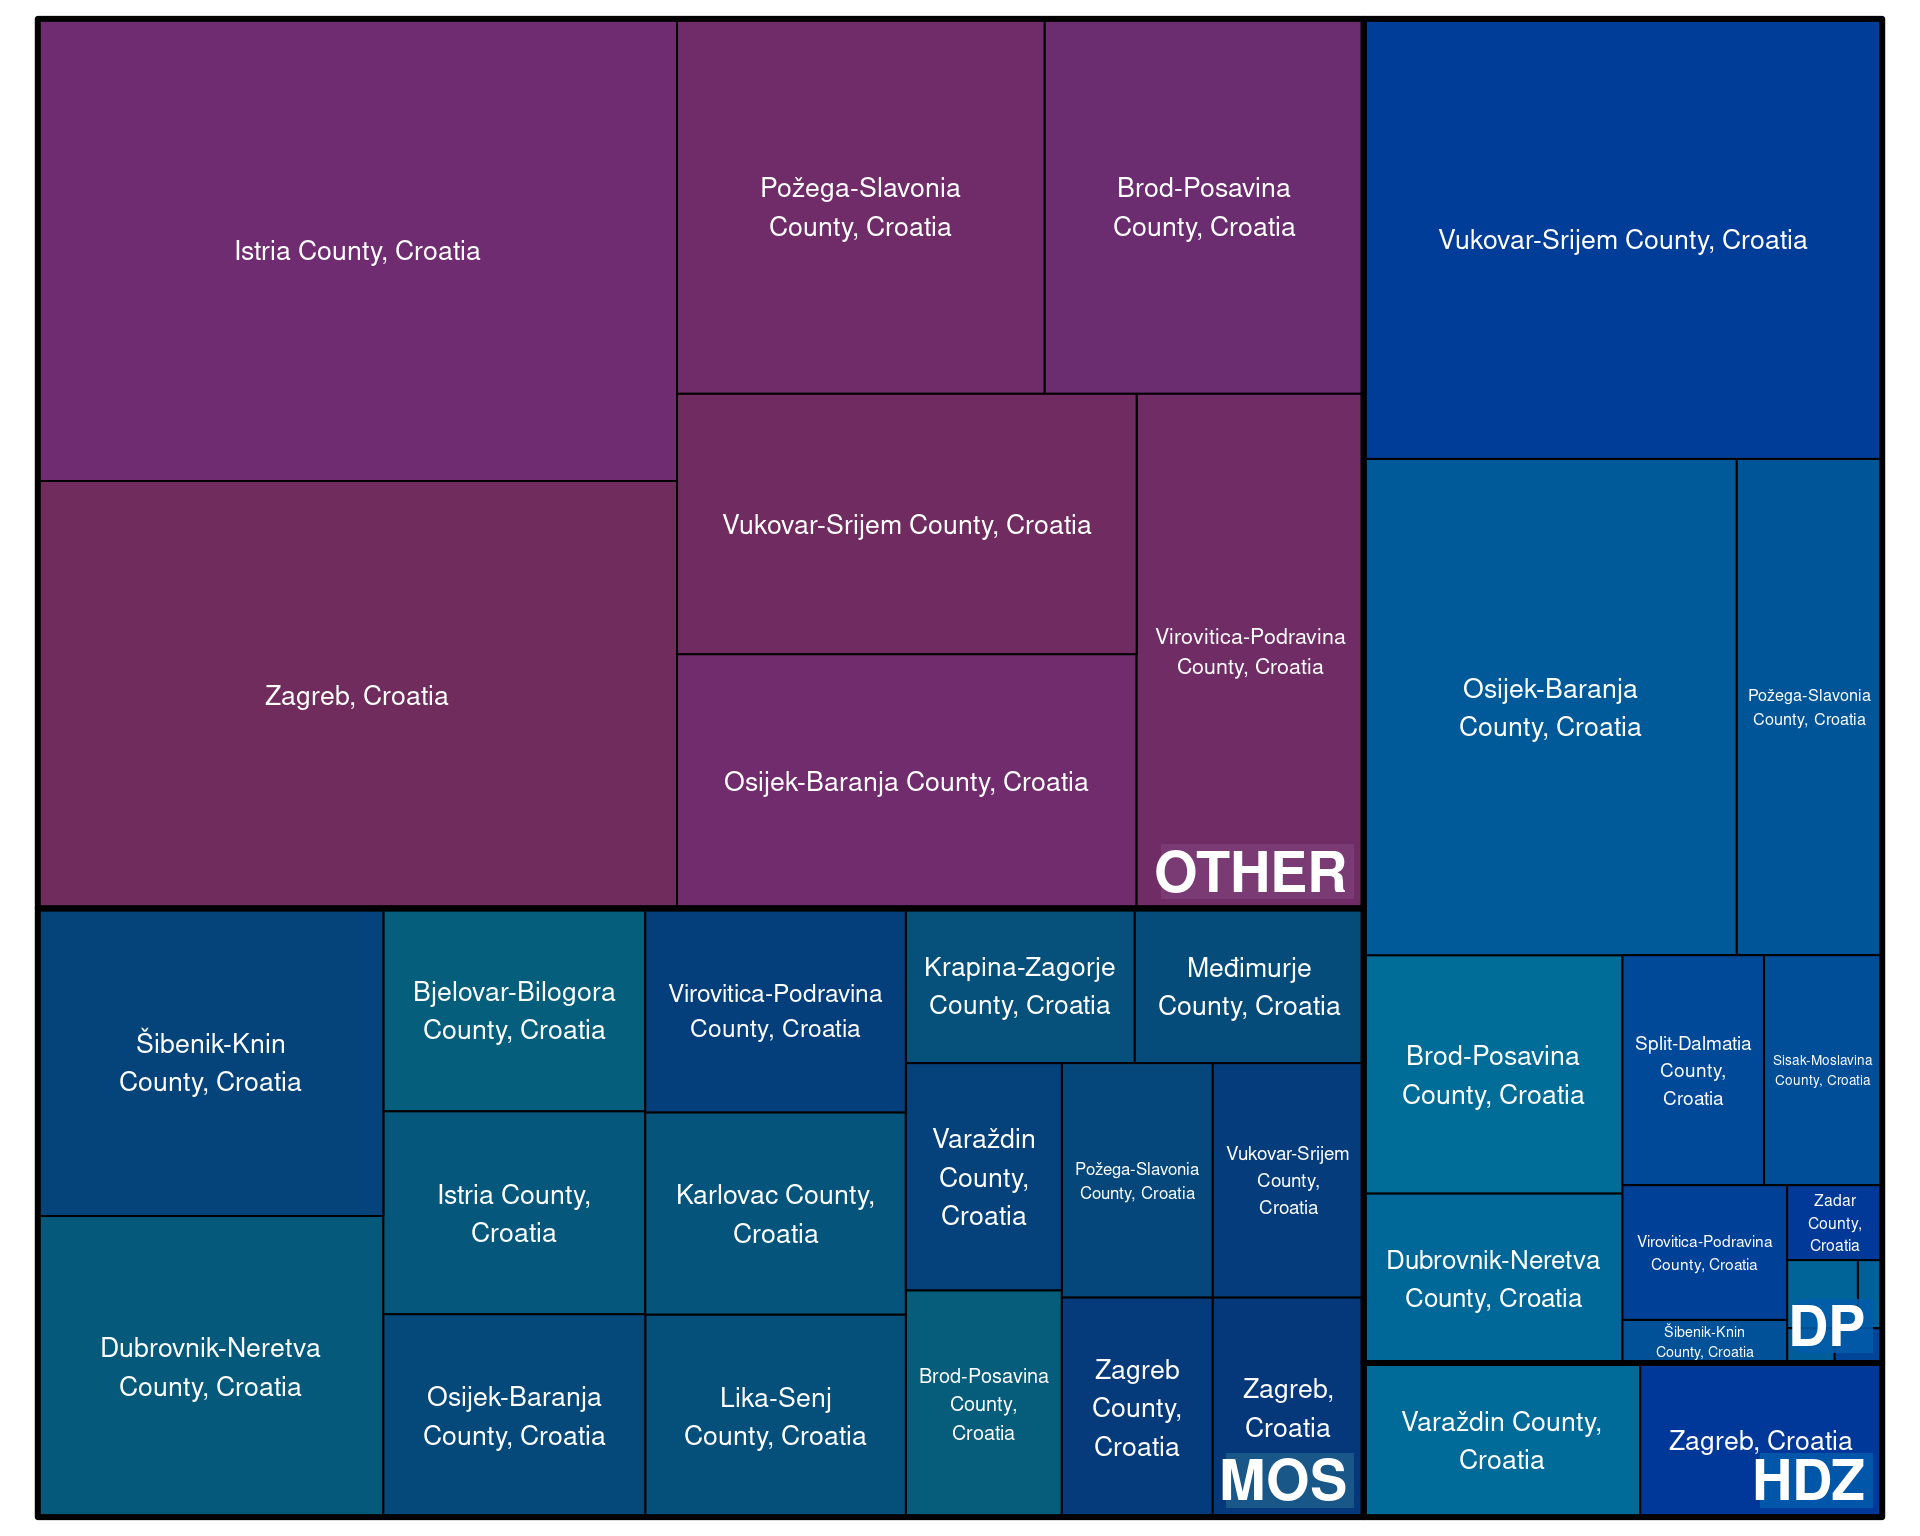 Istria County, Croatia
Požega-Slavonia
County, Croatia
Brod-Posavina
County, Croatia
Zagreb, Croatia
Vukovar-Srijem County, Croatia
Osijek-Baranja County, Croatia
Virovitica-Podravina
County, Croatia
OTHER
Vukovar-Srijem County, Croatia
Osijek-Baranja
County, Croatia
Požega-Slavonia
County, Croatia
Brod-Posavina
County, Croatia
Split-Dalmatia
County,
Croatia
Sisak-Moslavina
County, Croatia
Dubrovnik-Neretva
County, Croatia
Virovitica-Podravina
County, Croatia
Zadar
County,
Croatia
Šibenik-Knin
County, Croatia
DP
Šibenik-Knin
County, Croatia
Dubrovnik-Neretva
County, Croatia
Bjelovar-Bilogora
County, Croatia
Istria County,
Croatia
Osijek-Baranja
County, Croatia
Virovitica-Podravina
County, Croatia
Karlovac County,
Croatia
Lika-Senj
County, Croatia
Krapina-Zagorje
County, Croatia
Međimurje
County, Croatia
Varaždin
County,
Croatia
Požega-Slavonia
County, Croatia
Vukovar-Srijem
County,
Croatia
Brod-Posavina
County,
Croatia
Zagreb
County,
Croatia
Zagreb,
Croatia
MOS
Varaždin County,
Croatia
Zagreb, Croatia
HDZ